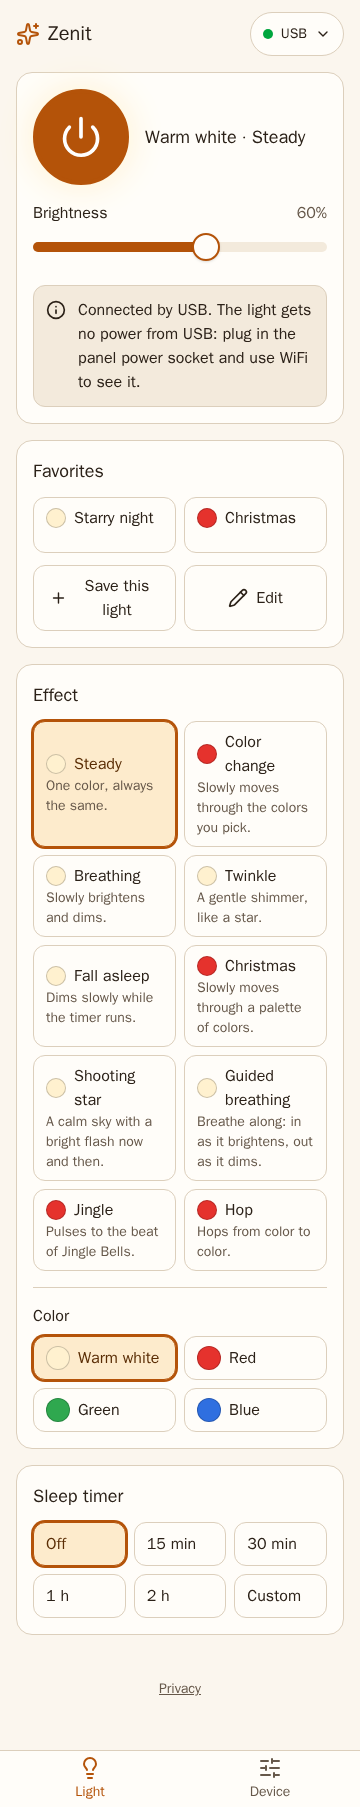 Zenit
USB
Warm white · Steady
Brightness
60%
Connected by USB. The light gets
no power from USB: plug in the
panel power socket and use WiFi
to see it.
Favorites
Starry night
Christmas
Save this
light
Edit
Effect
Steady
One color, always
the same.
Color
change
Slowly moves
through the colors
you pick.
Breathing
Slowly brightens
and dims.
Twinkle
A gentle shimmer,
like a star.
Fall asleep
Dims slowly while
the timer runs.
Christmas
Slowly moves
through a palette
of colors.
Shooting
star
A calm sky with a
bright flash now
and then.
Guided
breathing
Breathe along: in
as it brightens, out
as it dims.
Jingle
Pulses to the beat
of Jingle Bells.
Hop
Hops from color to
color.
Color
Warm white
Red
Green
Blue
Sleep timer
Off
15 min
30 min
1 h
2 h
Custom
Privacy
Light
Device